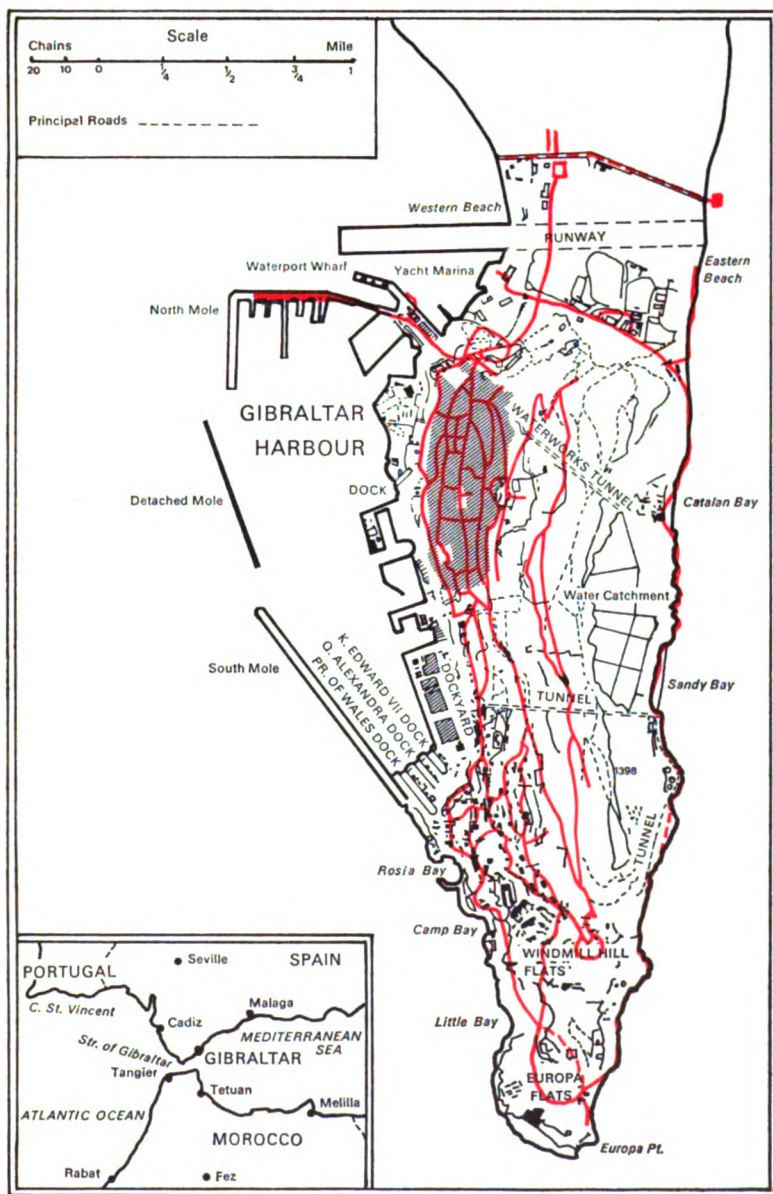 Scale
Chains Mile
20 10 0 1/4 1/2 3/4 1
Principal Roads
Western Beach
RUNWAY
Eastern Beach
Waterport Wharf
Yacht Marina
North Mole
GIBRALTAR
HARBOUR
WATERWORKS TUNNEL
DOCK
Detached Mole
Catalan Bay
Water Catchment
South Mole
K. EDWARD VII DOCK
Q. ALEXANDRA DOCK
PR. OF WALES DOCK
DOCKYARD
TUNNEL
Sandy Bay
1398
TUNNEL
Rosia Bay
Camp Bay
WINDMILL HILL
FLATS
Little Bay
EUROPA
FLATS
Europa Pt.
Seville
SPAIN
PORTUGAL
C. St. Vincent
Malaga
Cadiz
MEDITERRANEAN
SEA
Str. of Gibraltar
GIBRALTAR
Tangier
Tetuan
Melilla
ATLANTIC OCEAN
MOROCCO
Rabat
Fez